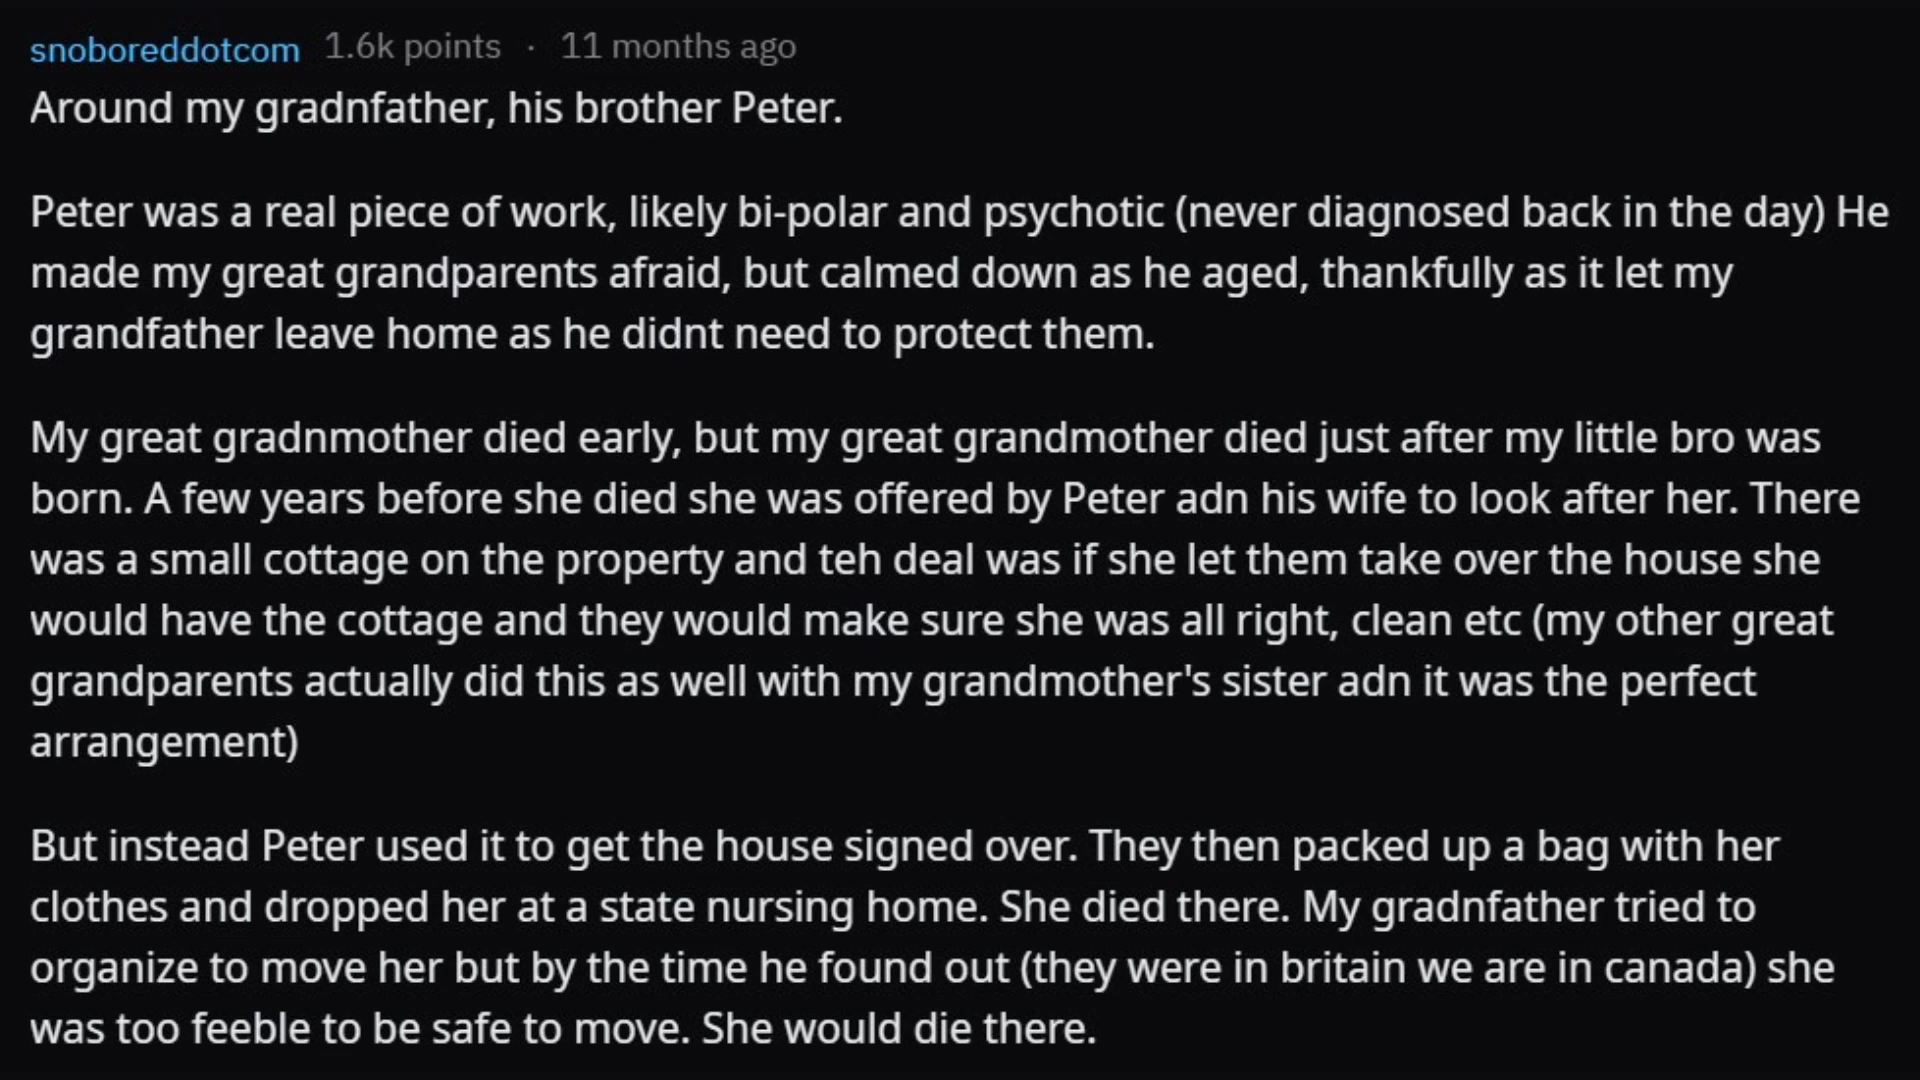 snoboreddotcom 1.6k points · 11 months ago
Around my gradnfather, his brother Peter.
Peter was a real piece of work, likely bi-polar and psychotic (never diagnosed back in the day) He
made my great grandparents afraid, but calmed down as he aged, thankfully as it let my
grandfather leave home as he didnt need to protect them.
My great gradnmother died early, but my great grandmother died just after my little bro was
born. A few years before she died she was offered by Peter adn his wife to look after her. There
was a small cottage on the property and teh deal was if she let them take over the house she
would have the cottage and they would make sure she was all right, clean etc (my other great
grandparents actually did this as well with my grandmother's sister adn it was the perfect
arrangement)
But instead Peter used it to get the house signed over. They then packed up a bag with her
clothes and dropped her at a state nursing home. She died there. My gradnfather tried to
organize to move her but by the time he found out (they were in britain we are in canada) she
was too feeble to be safe to move. She would die there.